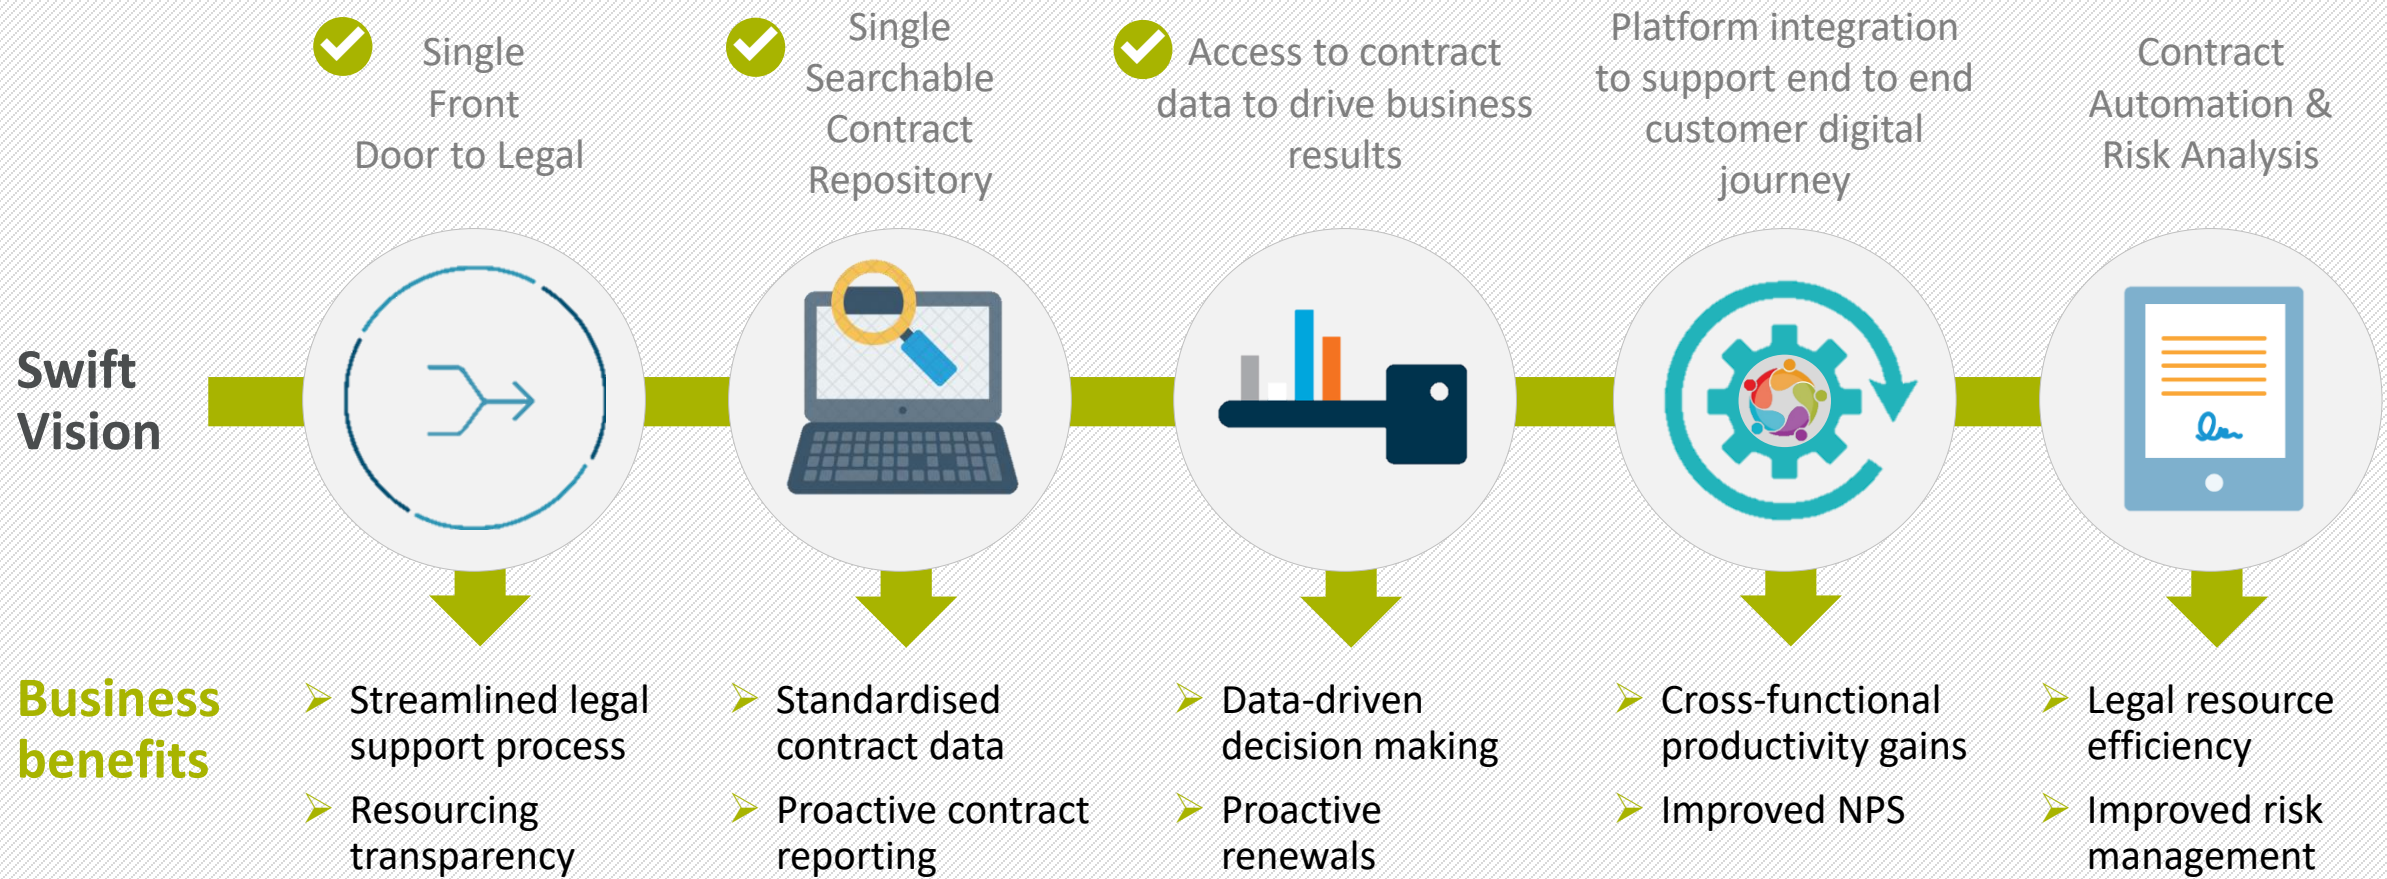 Single
Front
Door to Legal
Single
Searchable
Contract
Repository
Access to contract
data to drive business
results
Platform integration
to support end to end
customer digital
journey
Contract
Automation &
Risk Analysis
Swift
Vision
Business
benefits
Streamlined legal
support process
Resourcing
transparency
Standardised
contract data
Proactive contract
reporting
Data-driven
decision making
Proactive
renewals
Cross-functional
productivity gains
Improved NPS
Legal resource
efficiency
Improved risk
management